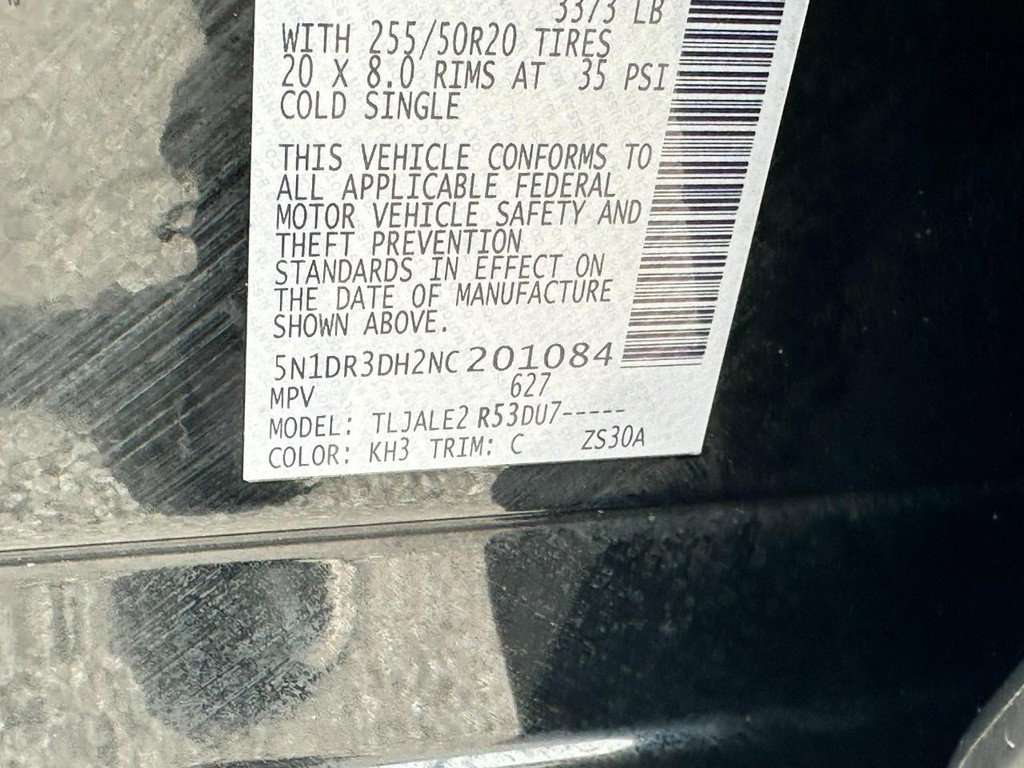 3373 LB
WITH 255/50R20 TIRES
20 X 8.0 RIMS AT 35 PSI
COLD SINGLE
THIS VEHICLE CONFORMS TO
ALL APPLICABLE FEDERAL
MOTOR VEHICLE SAFETY AND
THEFT PREVENTION
STANDARDS IN EFFECT ON
THE DATE OF MANUFACTURE
SHOWN ABOVE.
5N1DR3DH2NC201084
MPV 627
MODEL: TLJALE2 R53DU7-----
COLOR: KH3 TRIM: C ZS30A